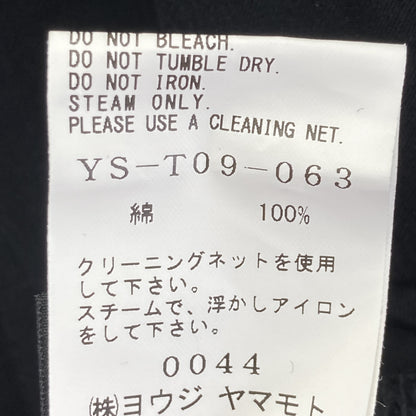 DO NOT BLEACH.
DO NOT TUMBLE DRY.
DO NOT IRON.
STEAM ONLY.
PLEASE USE A CLEANING NET.
YS-T09-063
綿 100%
クリーニングネットを使用
して下さい。
スチームで、浮かしアイロン
をして下さい。
0044
㈱ヨウジ ヤマモト